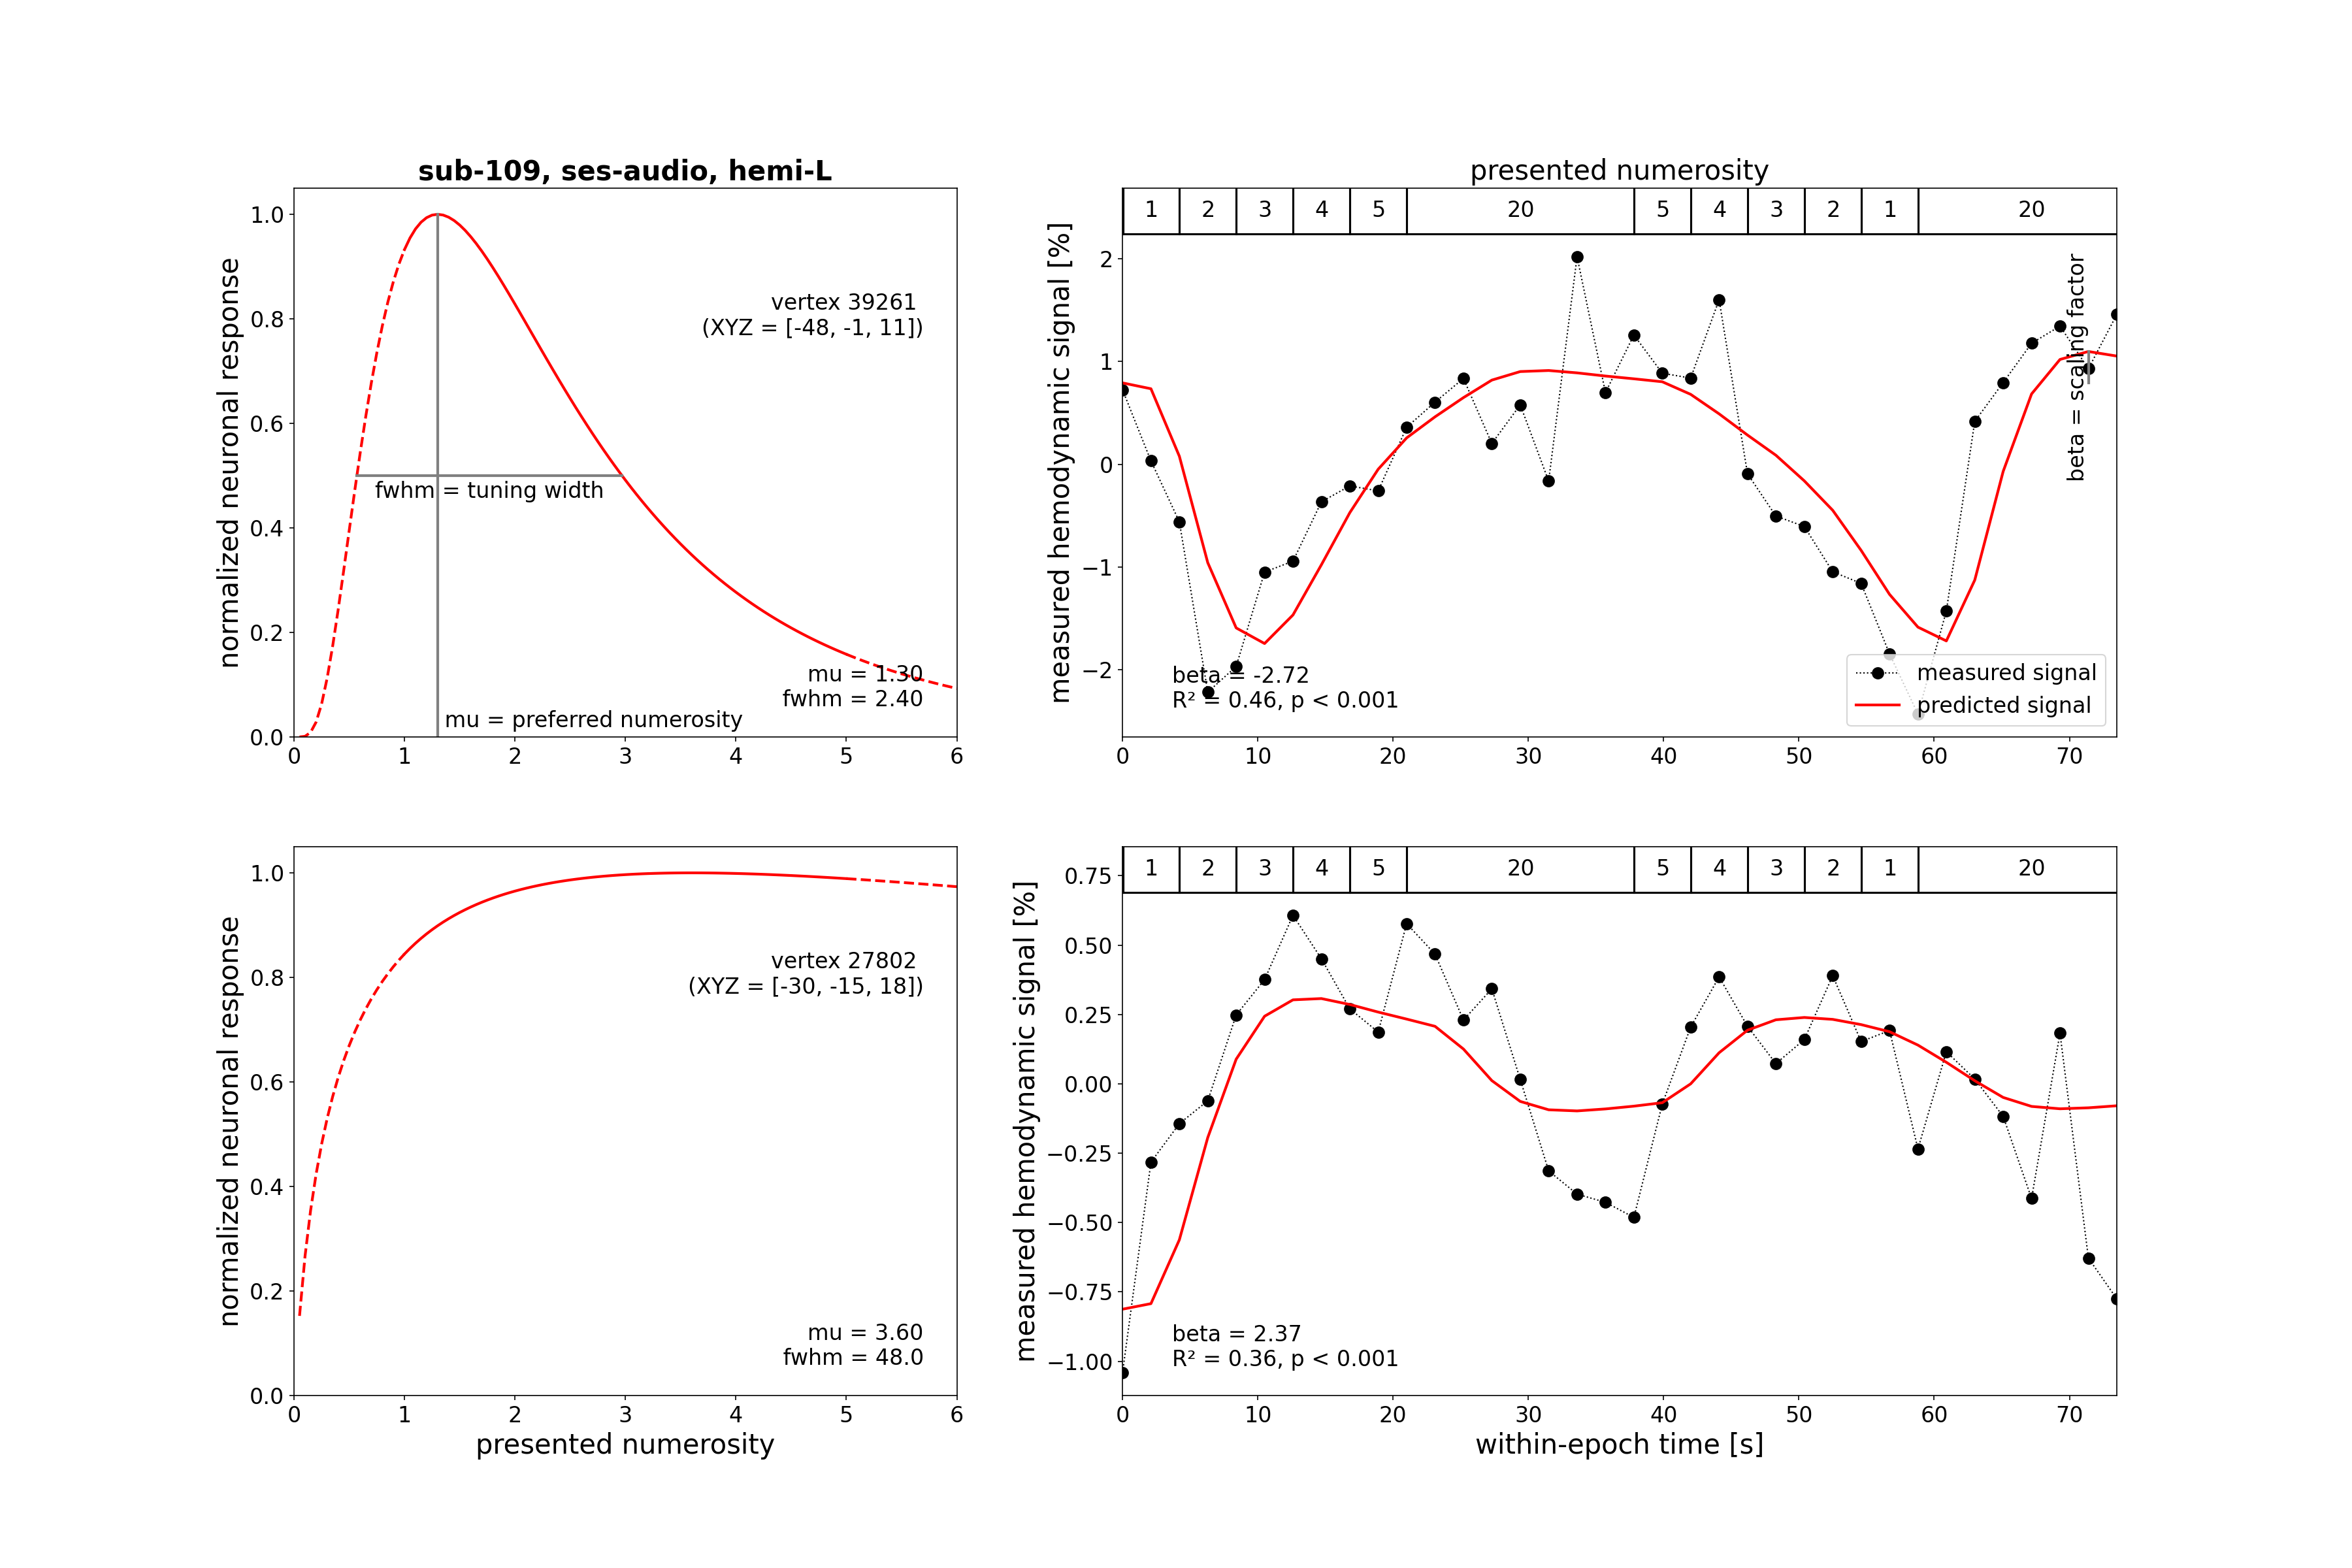 sub-109, ses-audio, hemi-L
normalized neuronal response
1.0
0.8
0.6
0.4
0.2
0.0
vertex 39261
(XYZ = [-48, -1, 11])
fwhm = tuning width
mu = 1.30
fwhm = 2.40
mu = preferred numerosity
0 1 2 3 4 5 6
presented numerosity
1 2 3 4 5 20 5 4 3 2 1 20
measured hemodynamic signal [%]
2
1
0
−1
−2
beta = scaling factor
beta = -2.72
R² = 0.46, p < 0.001
measured signal
predicted signal
0 10 20 30 40 50 60 70
normalized neuronal response
1.0
0.8
0.6
0.4
0.2
0.0
vertex 27802
(XYZ = [-30, -15, 18])
mu = 3.60
fwhm = 48.0
0 1 2 3 4 5 6
presented numerosity
1 2 3 4 5 20 5 4 3 2 1 20
measured hemodynamic signal [%]
0.75
0.50
0.25
0.00
−0.25
−0.50
−0.75
−1.00
beta = 2.37
R² = 0.36, p < 0.001
0 10 20 30 40 50 60 70
within-epoch time [s]